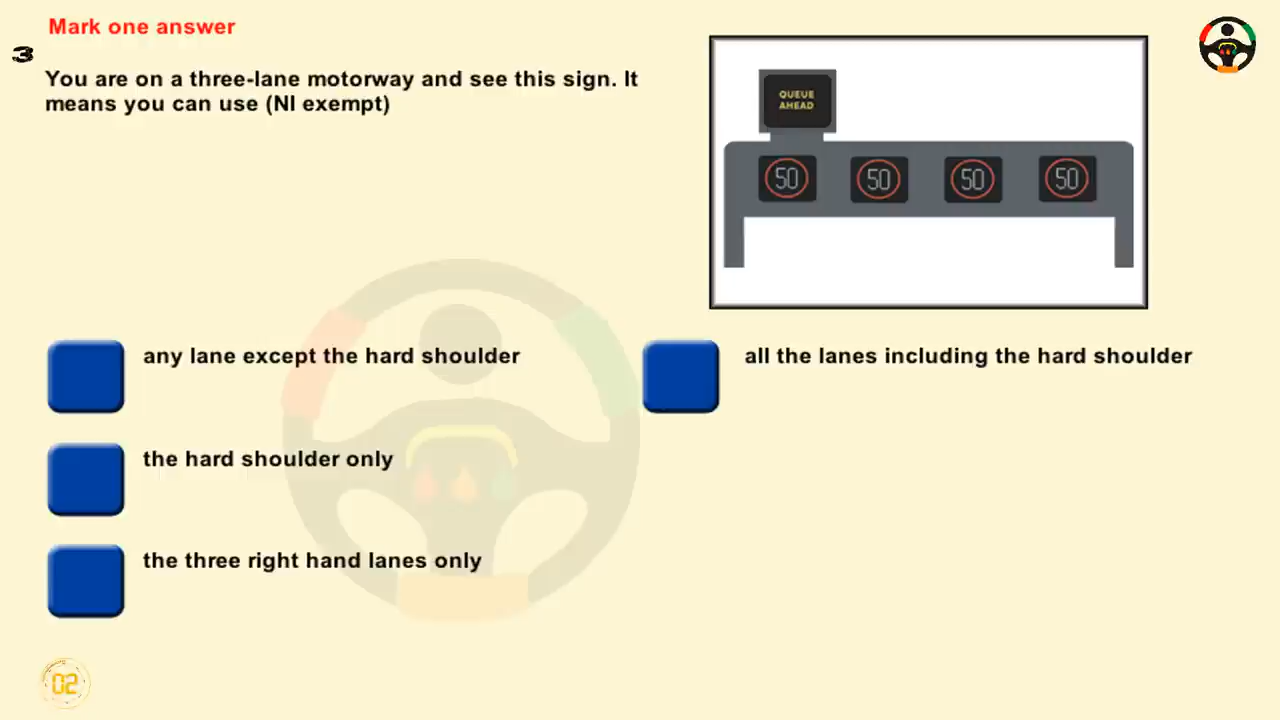 Mark one answer
3
You are on a three-lane motorway and see this sign. It
means you can use (NI exempt)
QUEUE
AHEAD
50 50 50 50
any lane except the hard shoulder
all the lanes including the hard shoulder
the hard shoulder only
the three right hand lanes only
02